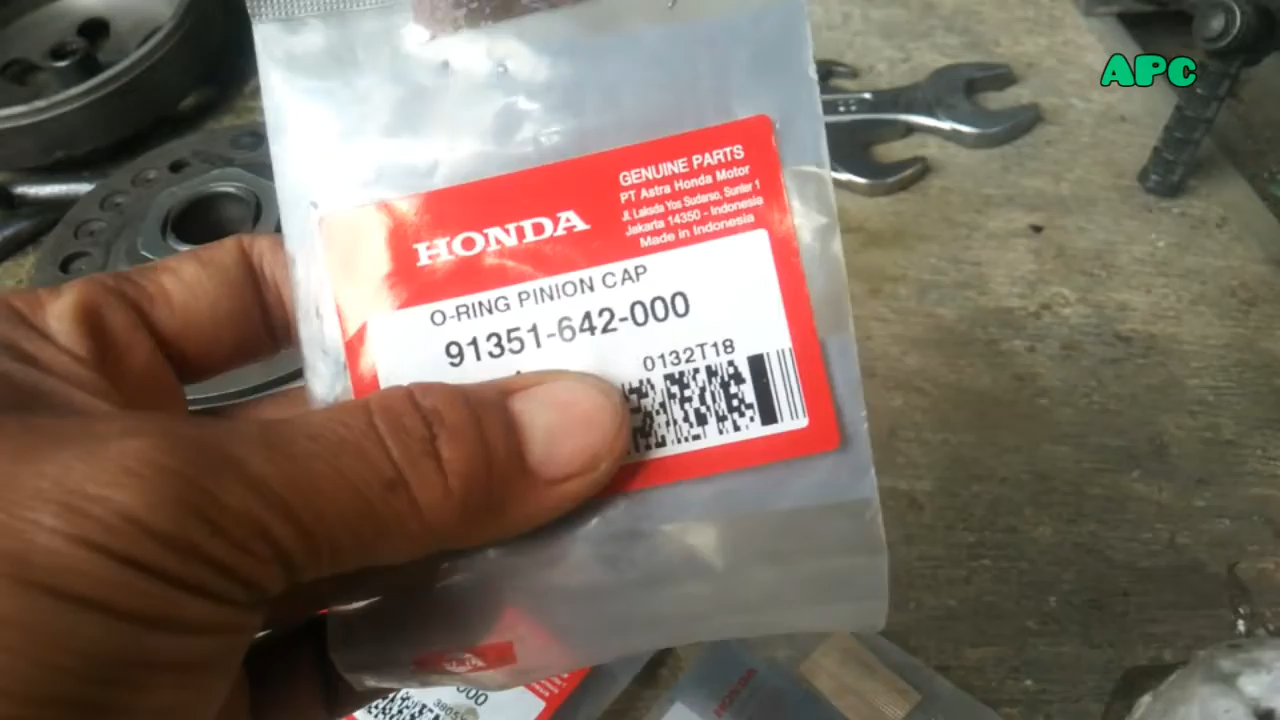 APC
GENUINE PARTS
PT Astra Honda Motor
Jl. Laksda Yos Sudarso, Sunter 1
Jakarta 14350 - Indonesia
Made in Indonesia
HONDA
O-RING PINION CAP
91351-642-000
0132T18
HONDA